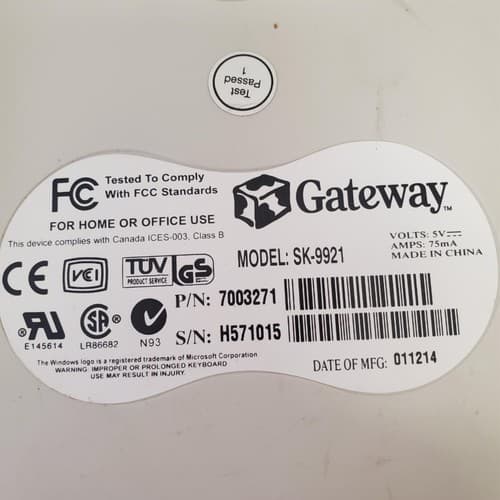 Test
Passed
1
FC Tested To Comply
With FCC Standards
FOR HOME OR OFFICE USE
This device complies with Canada ICES-003, Class B
Gateway™
MODEL: SK-9921
VOLTS: 5V⎓
AMPS: 75mA
MADE IN CHINA
CE VCI TÜV PRODUCT SERVICE GS
P/N: 7003271
S/N: H571015
E145614 LR86682 N93
The Windows logo is a registered trademark of Microsoft Corporation
WARNING: IMPROPER OR PROLONGED KEYBOARD
USE MAY RESULT IN INJURY.
DATE OF MFG: 011214